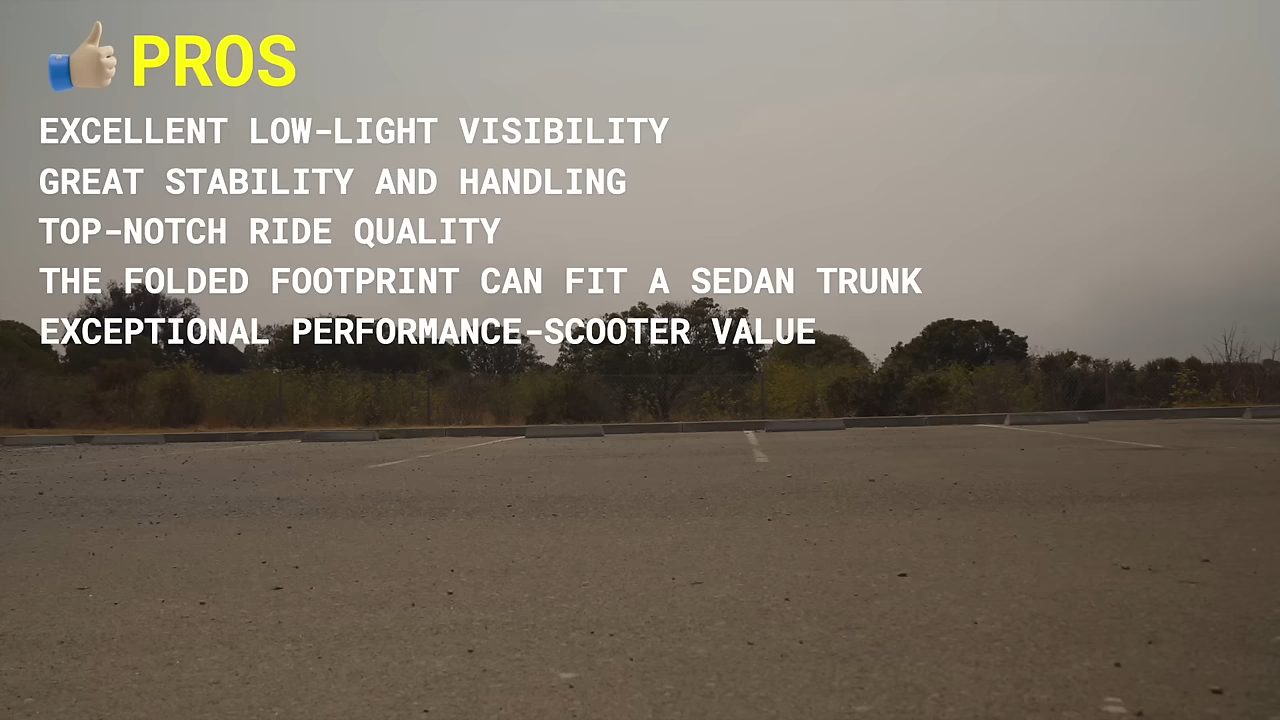 PROS
EXCELLENT LOW-LIGHT VISIBILITY
GREAT STABILITY AND HANDLING
TOP-NOTCH RIDE QUALITY
THE FOLDED FOOTPRINT CAN FIT A SEDAN TRUNK
EXCEPTIONAL PERFORMANCE-SCOOTER VALUE